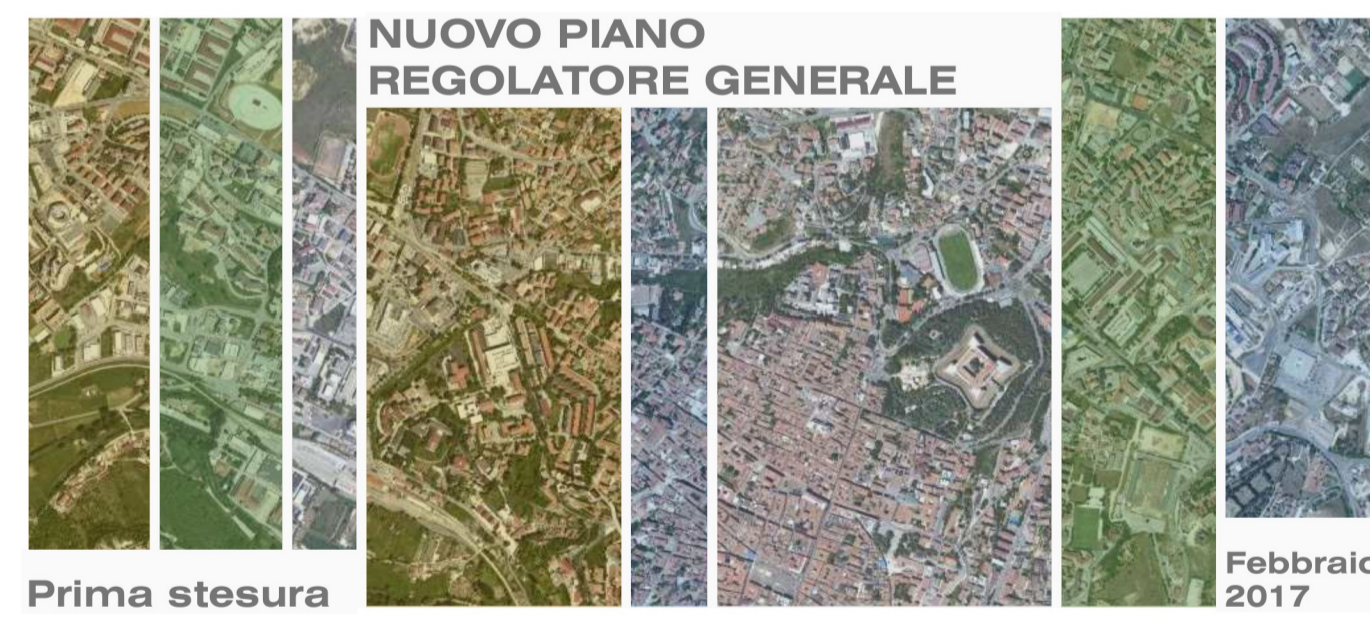 NUOVO PIANO
REGOLATORE GENERALE
Prima stesura
Febbraio
2017